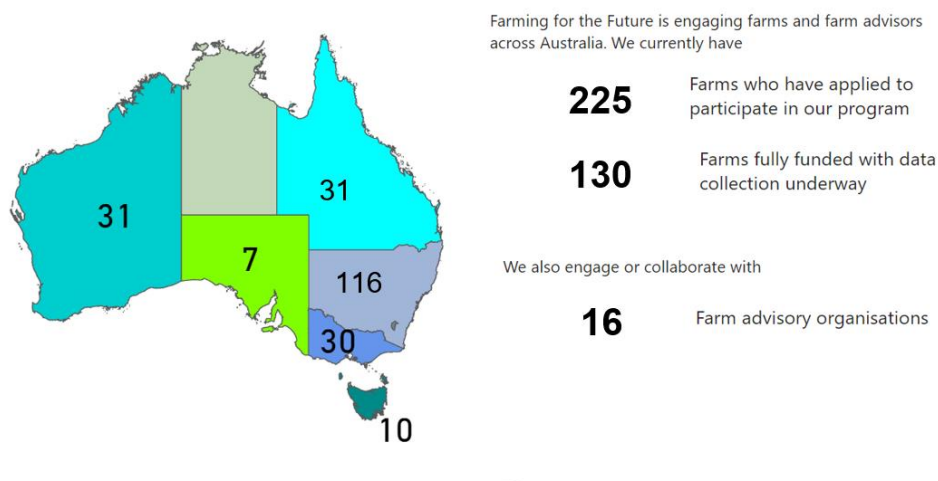 Farming for the Future is engaging farms and farm advisors
across Australia. We currently have
225
Farms who have applied to
participate in our program
130
Farms fully funded with data
collection underway
We also engage or collaborate with
16
Farm advisory organisations
31
31
7
116
30
10